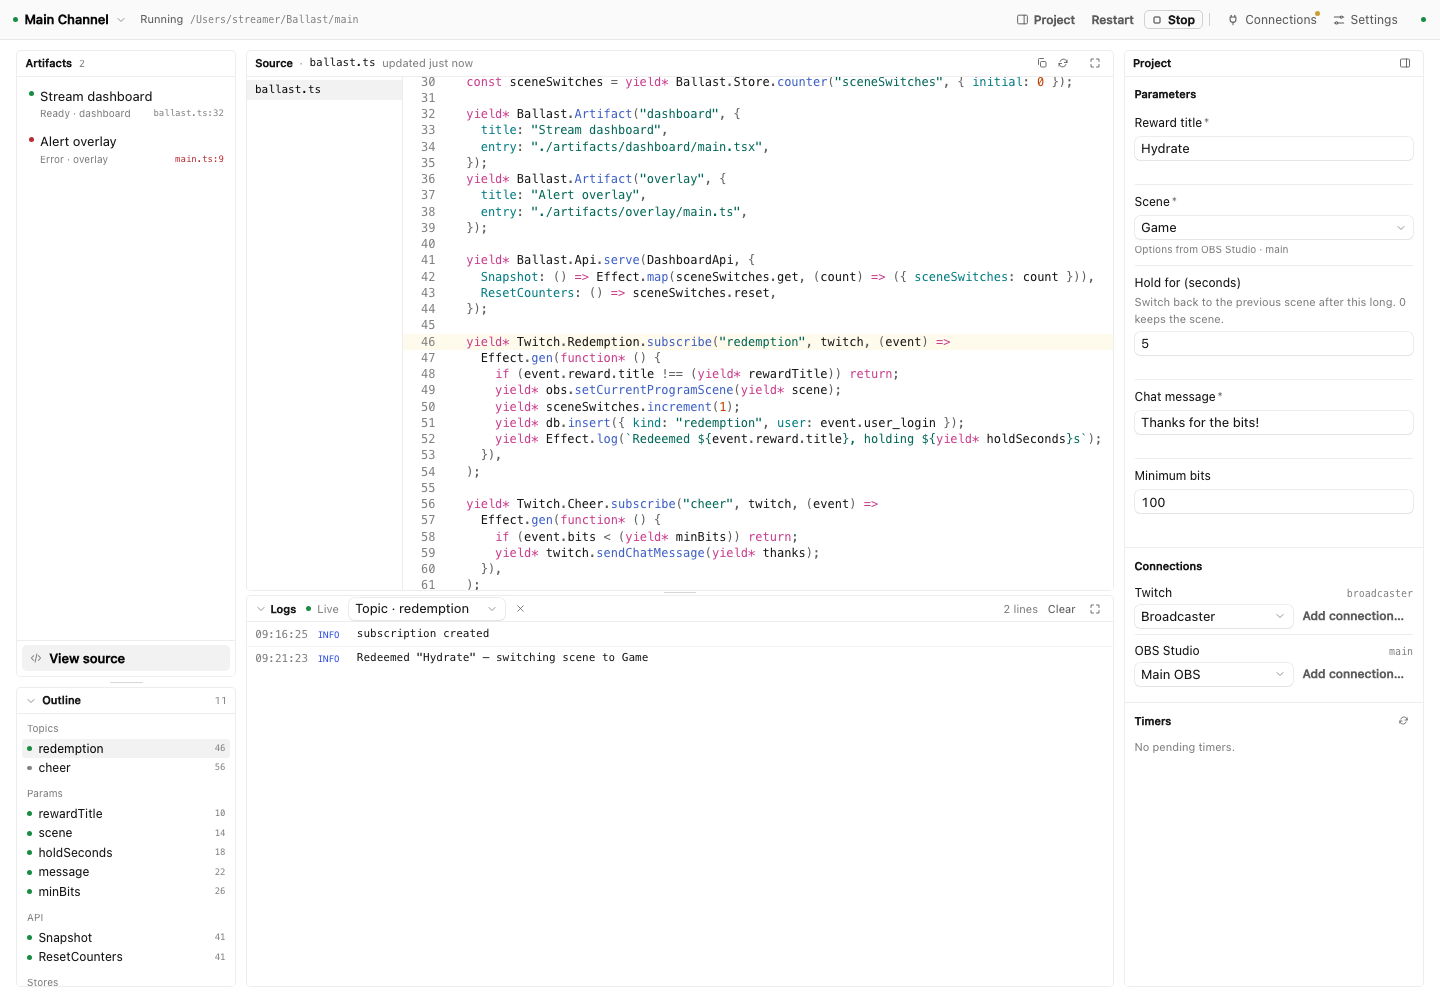 Main Channel Running /Users/streamer/Ballast/main Project Restart Stop Connections Settings
Artifacts 2
Stream dashboard
Ready · dashboard ballast.ts:32
Alert overlay
Error · overlay main.ts:9
View source
Outline 11
Topics
redemption 46
cheer 56
Params
rewardTitle 10
scene 14
holdSeconds 18
message 22
minBits 26
API
Snapshot 41
ResetCounters 41
Stores
Source · ballast.ts updated just now
ballast.ts
30 const sceneSwitches = yield* Ballast.Store.counter("sceneSwitches", { initial: 0 });
31
32 yield* Ballast.Artifact("dashboard", {
33 title: "Stream dashboard",
34 entry: "./artifacts/dashboard/main.tsx",
35 });
36 yield* Ballast.Artifact("overlay", {
37 title: "Alert overlay",
38 entry: "./artifacts/overlay/main.ts",
39 });
40
41 yield* Ballast.Api.serve(DashboardApi, {
42 Snapshot: () => Effect.map(sceneSwitches.get, (count) => ({ sceneSwitches: count })),
43 ResetCounters: () => sceneSwitches.reset,
44 });
45
46 yield* Twitch.Redemption.subscribe("redemption", twitch, (event) =>
47 Effect.gen(function* () {
48 if (event.reward.title !== (yield* rewardTitle)) return;
49 yield* obs.setCurrentProgramScene(yield* scene);
50 yield* sceneSwitches.increment(1);
51 yield* db.insert({ kind: "redemption", user: event.user_login });
52 yield* Effect.log(`Redeemed ${event.reward.title}, holding ${yield* holdSeconds}s`);
53 }),
54 );
55
56 yield* Twitch.Cheer.subscribe("cheer", twitch, (event) =>
57 Effect.gen(function* () {
58 if (event.bits < (yield* minBits)) return;
59 yield* twitch.sendChatMessage(yield* thanks);
60 }),
61 );
Logs Live Topic · redemption 2 lines Clear
09:16:25 INFO subscription created
09:21:23 INFO Redeemed "Hydrate" — switching scene to Game
Project
Parameters
Reward title*
Hydrate
Scene*
Game
Options from OBS Studio · main
Hold for (seconds)
Switch back to the previous scene after this long. 0
keeps the scene.
5
Chat message*
Thanks for the bits!
Minimum bits
100
Connections
Twitch broadcaster
Broadcaster Add connection...
OBS Studio main
Main OBS Add connection...
Timers
No pending timers.